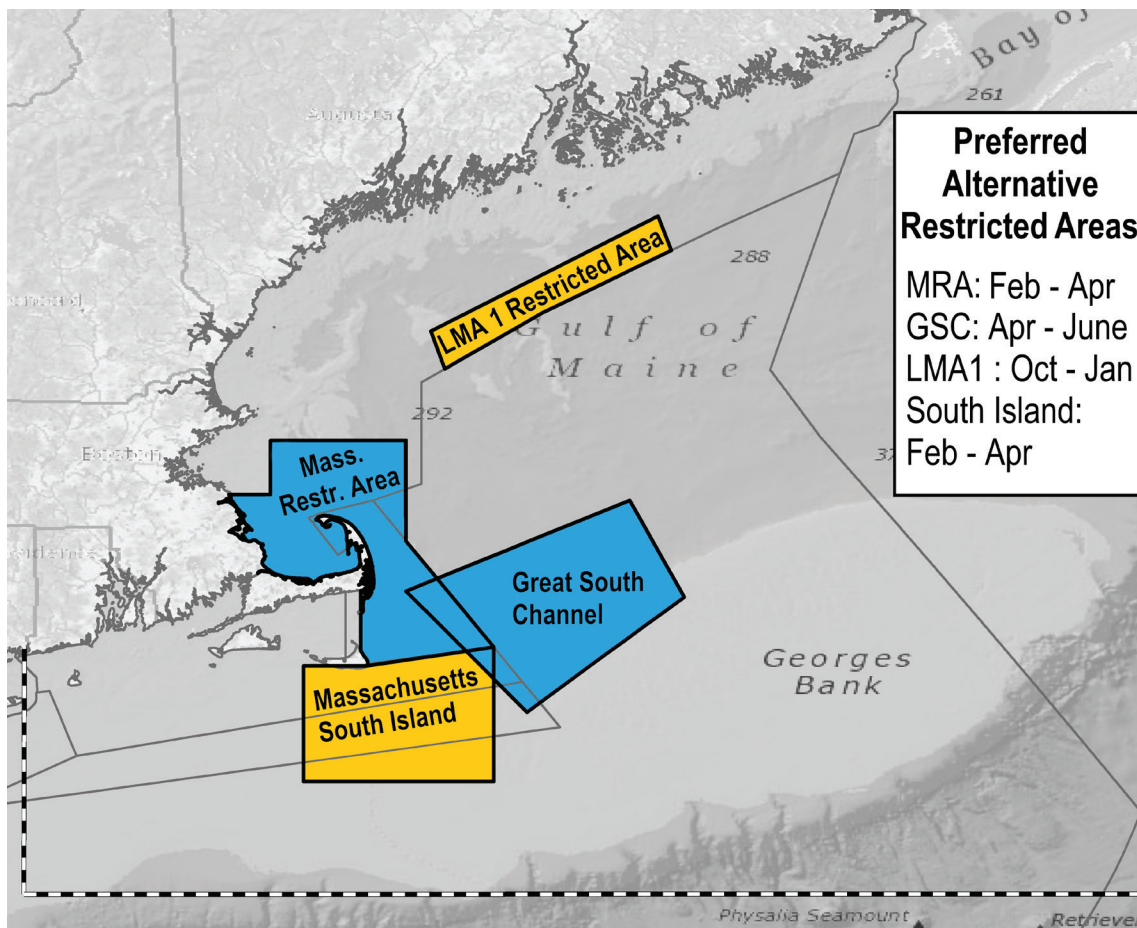 Bay of
261
Augusta
Preferred
Alternative
Restricted Areas
MRA: Feb - Apr
GSC: Apr - June
LMA1 : Oct - Jan
South Island:
Feb - Apr
288
LMA 1 Restricted Area
Gulf of
Maine
292
Boston
Mass.
Restr. Area
Great South
Channel
Georges
Bank
Massachusetts
South Island
Physalia Seamount
Retriever